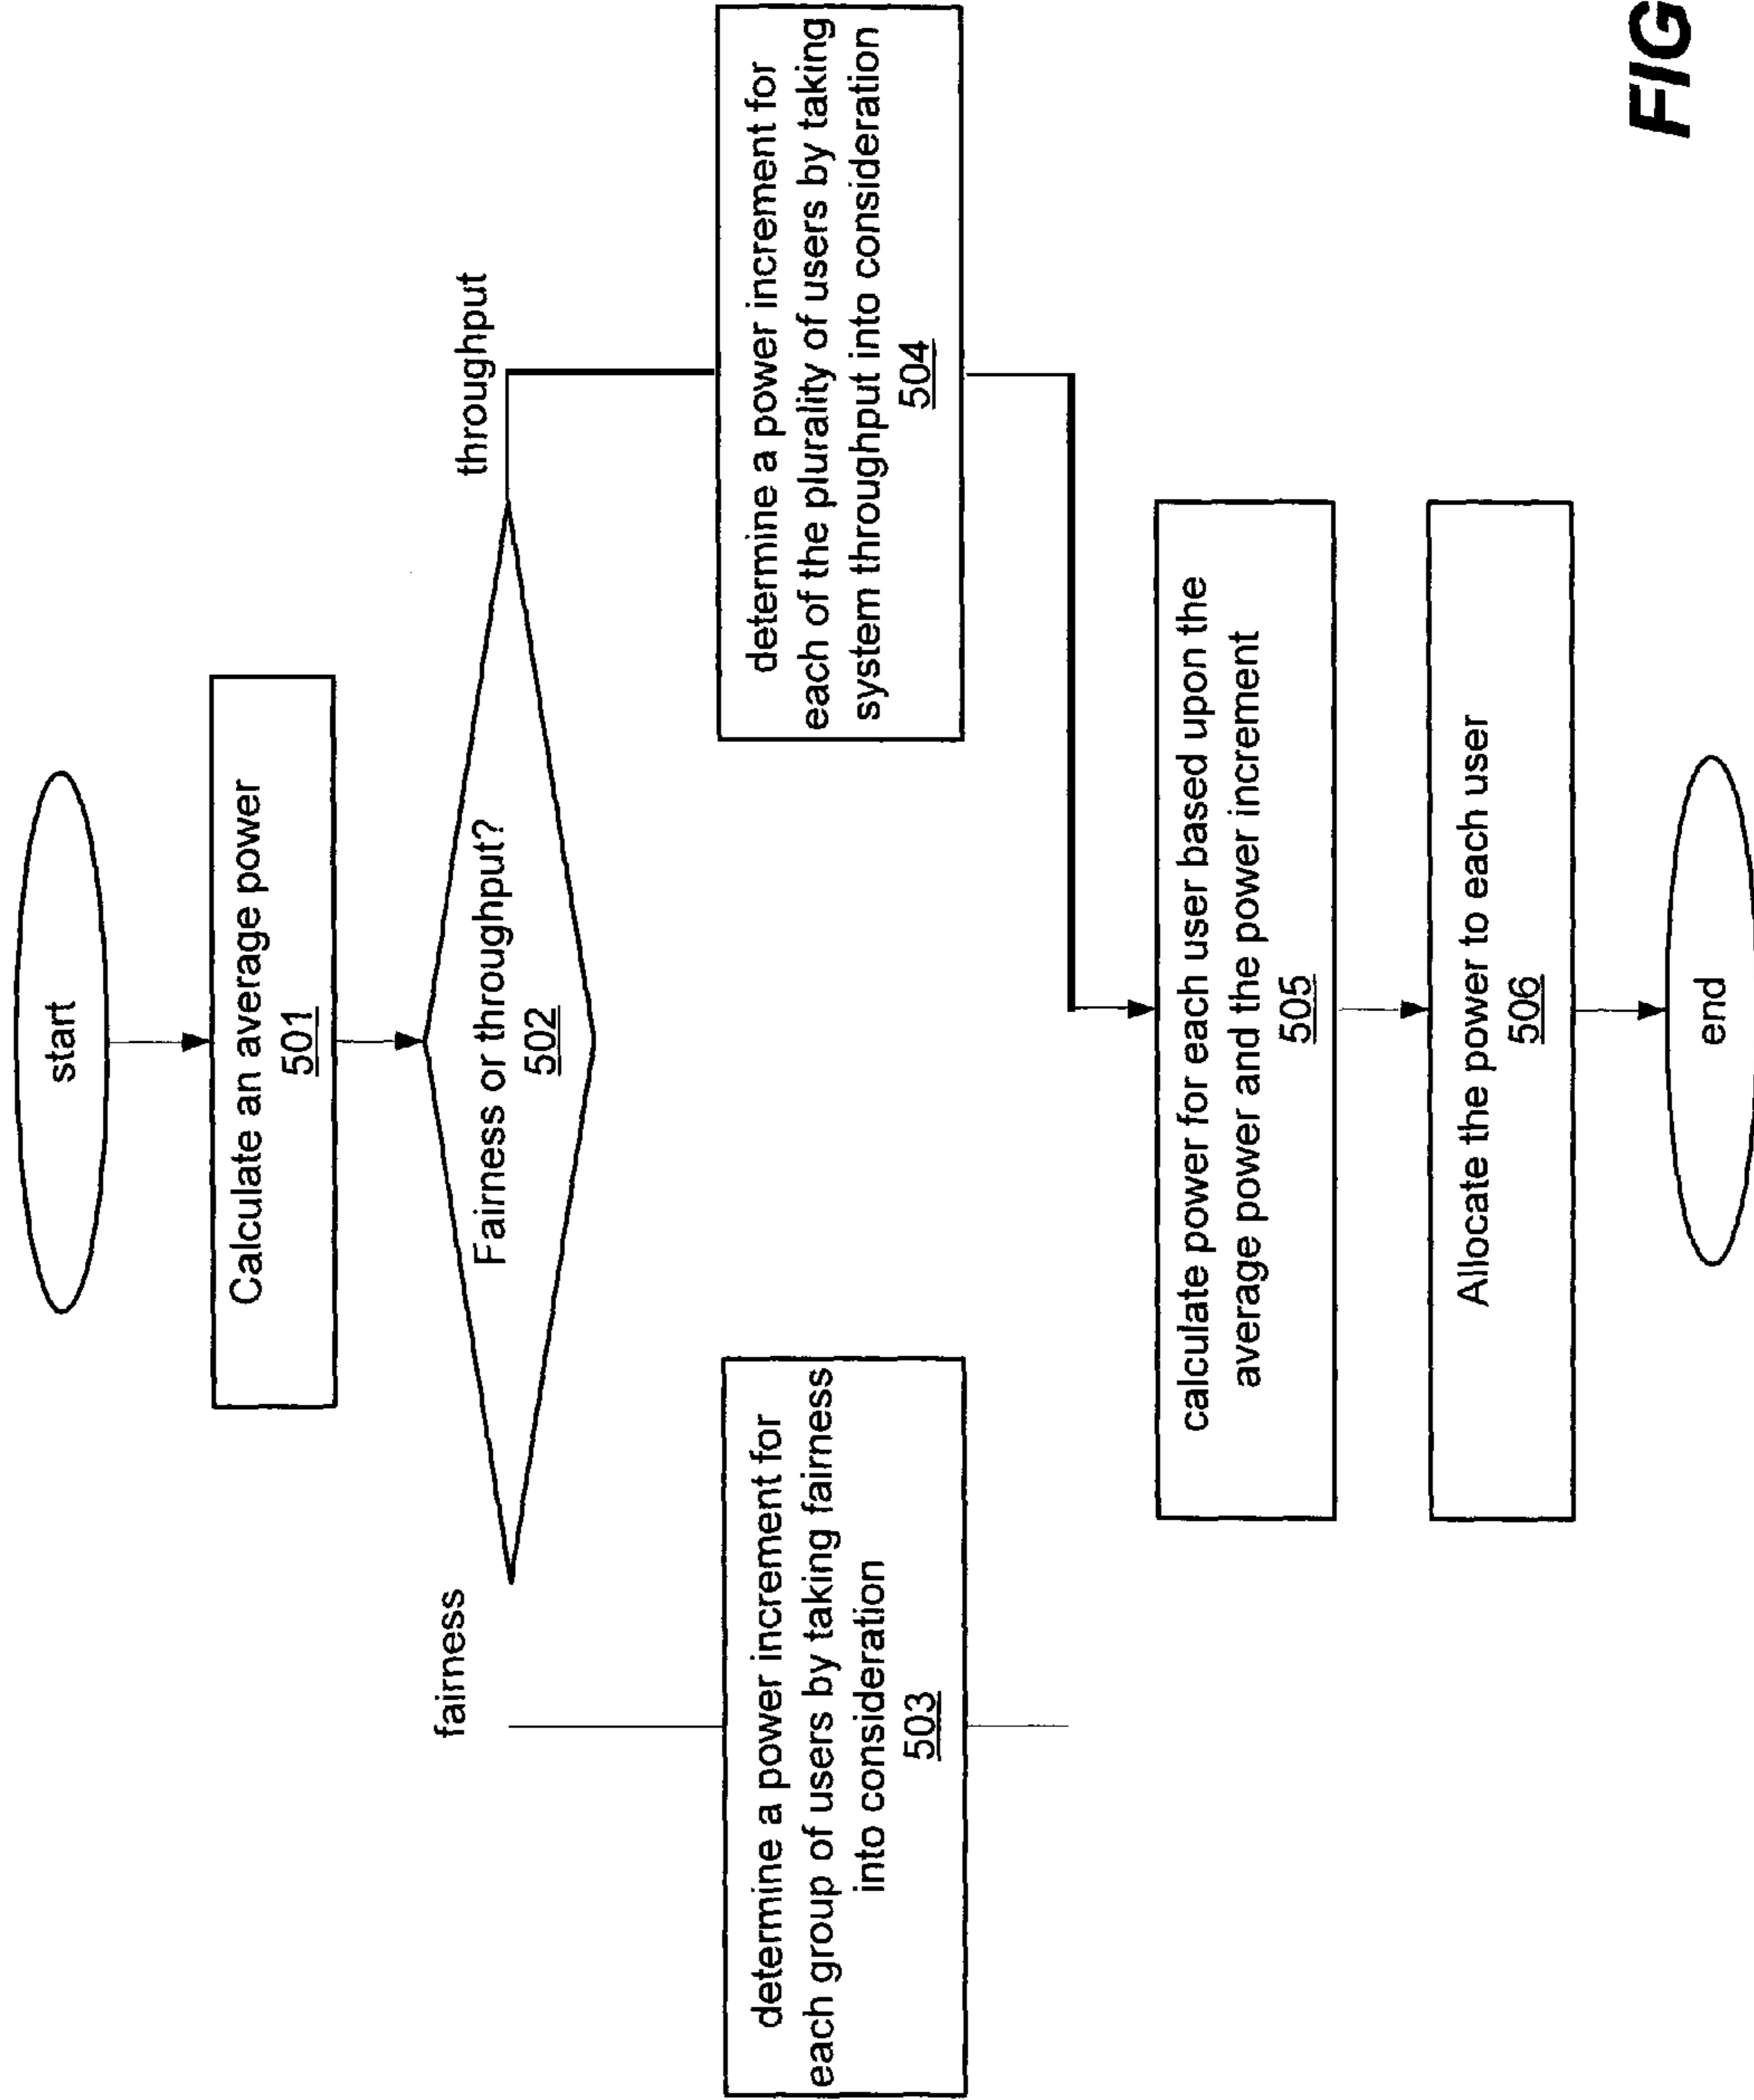 start
Calculate an average power
501
Fairness or throughput?
502
fairness
throughput
determine a power increment for
each group of users by taking fairness
into consideration
503
determine a power increment for
each of the plurality of users by taking
system throughput into consideration
504
calculate power for each user based upon the
average power and the power increment
505
Allocate the power to each user
506
end
FIG